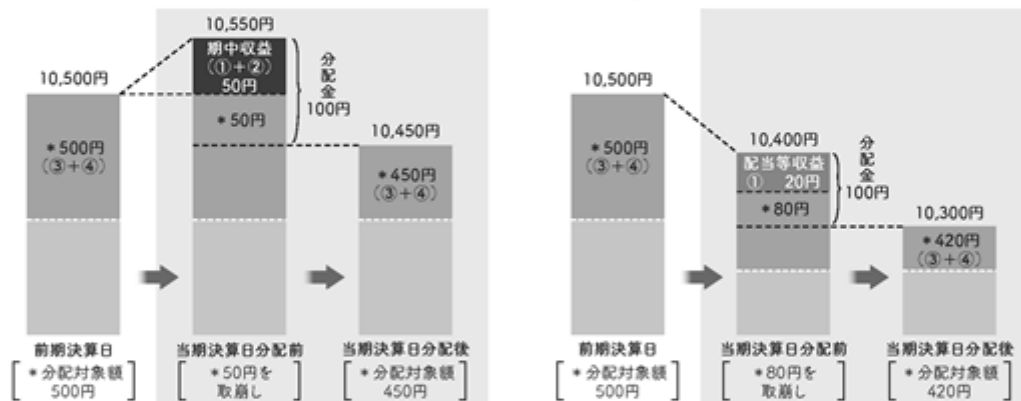 10,550円
期中収益
(①+②)
50円
分配金
100円
10,500円
*50円
10,450円
*500円
(③+④)
*450円
(③+④)
前期決算日
*分配対象額
500円
当期決算日分配前
*50円を
取崩し
当期決算日分配後
*分配対象額
450円
10,500円
10,400円
分配金
100円
*500円
(③+④)
配当等収益
① 20円
*80円
10,300円
*420円
(③+④)
前期決算日
*分配対象額
500円
当期決算日分配前
*80円を
取崩し
当期決算日分配後
*分配対象額
420円